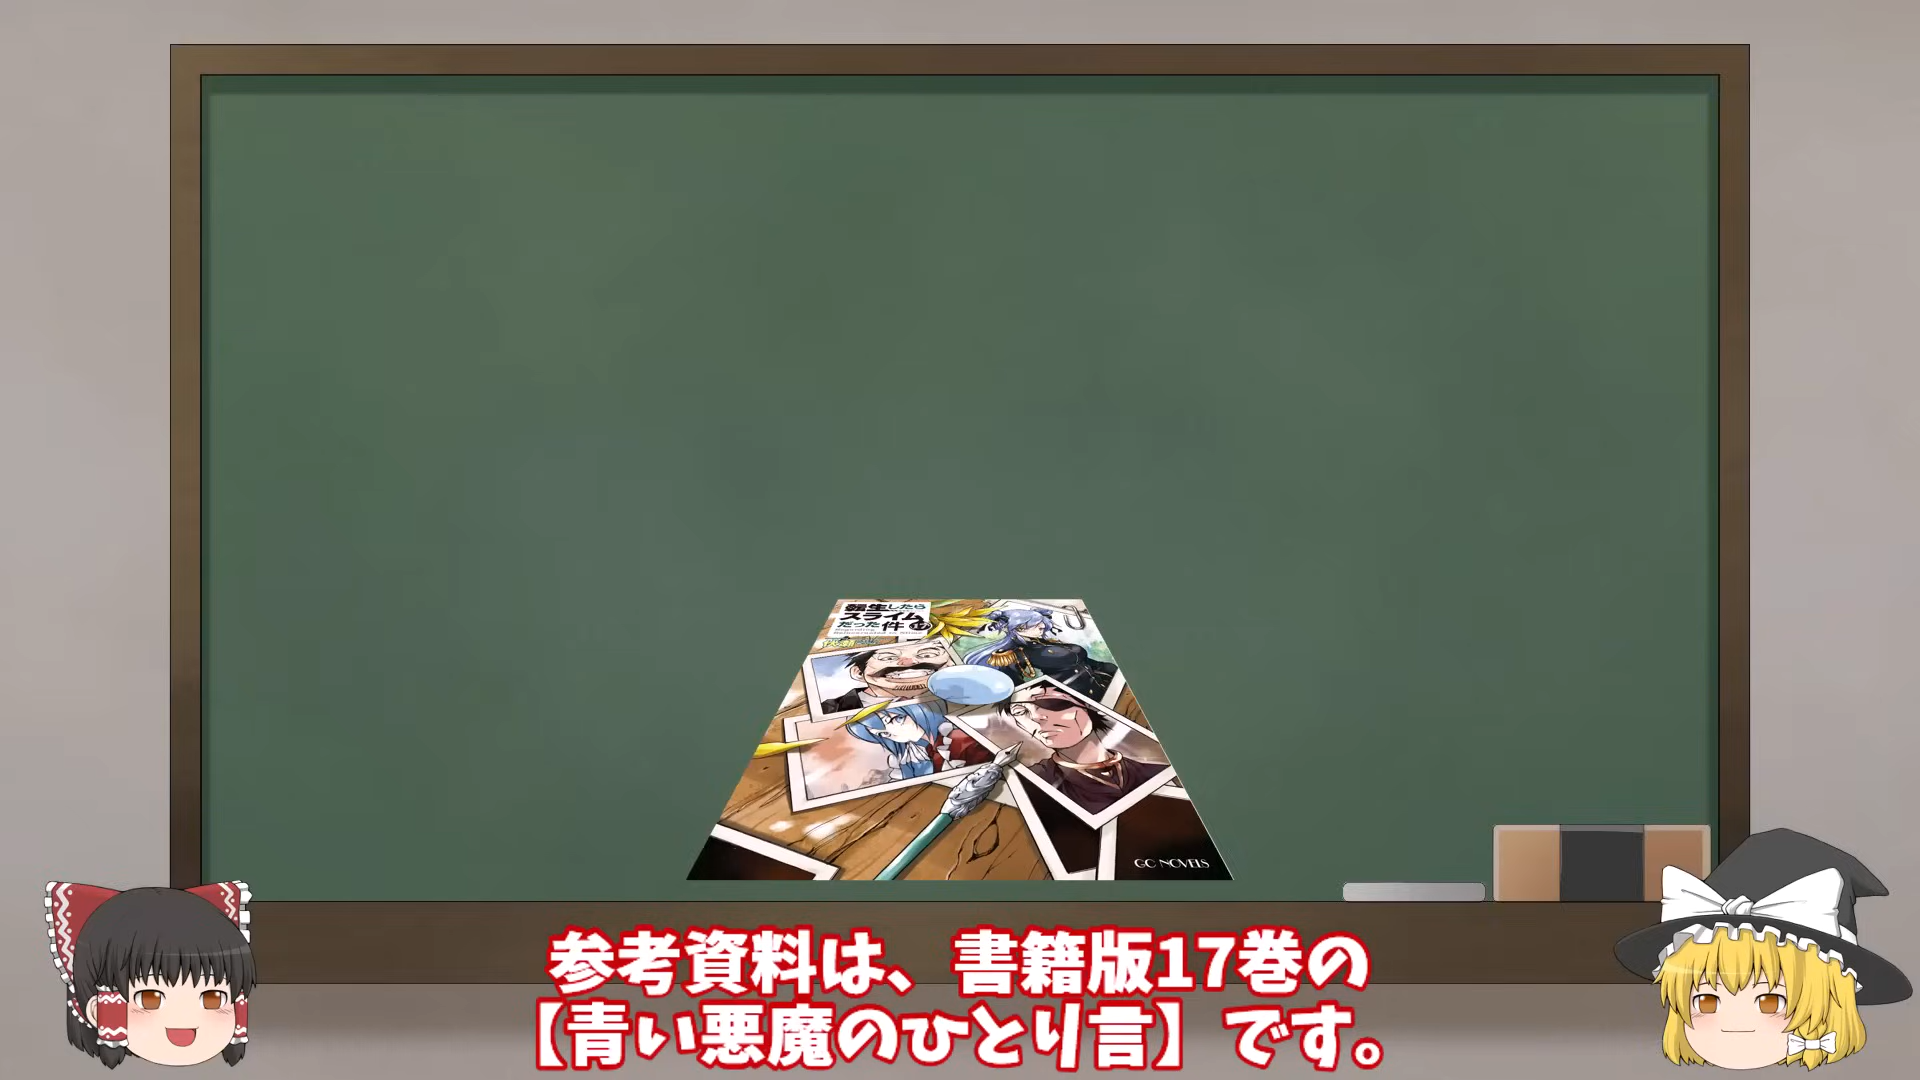 転生したら
スライム
だった件 17
GC NOVELS
参考資料は、書籍版17巻の
【青い悪魔のひとり言】です。